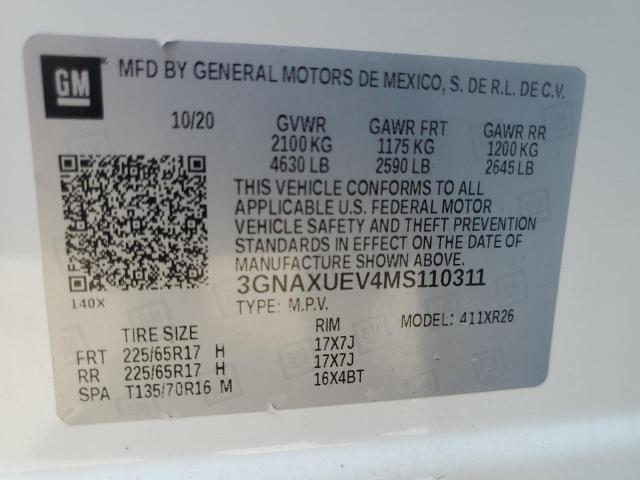 GM
MFD BY GENERAL MOTORS DE MEXICO, S. DE R.L. DE C.V.
10/20 GVWR GAWR FRT GAWR RR
2100 KG 1175 KG 1200 KG
4630 LB 2590 LB 2645 LB
THIS VEHICLE CONFORMS TO ALL
APPLICABLE U.S. FEDERAL MOTOR
VEHICLE SAFETY AND THEFT PREVENTION
STANDARDS IN EFFECT ON THE DATE OF
MANUFACTURE SHOWN ABOVE.
140X 3GNAXUEV4MS110311
TYPE: M.P.V. MODEL: 411XR26
TIRE SIZE RIM
FRT 225/65R17 H 17X7J
RR 225/65R17 H 17X7J
SPA T135/70R16 M 16X4BT